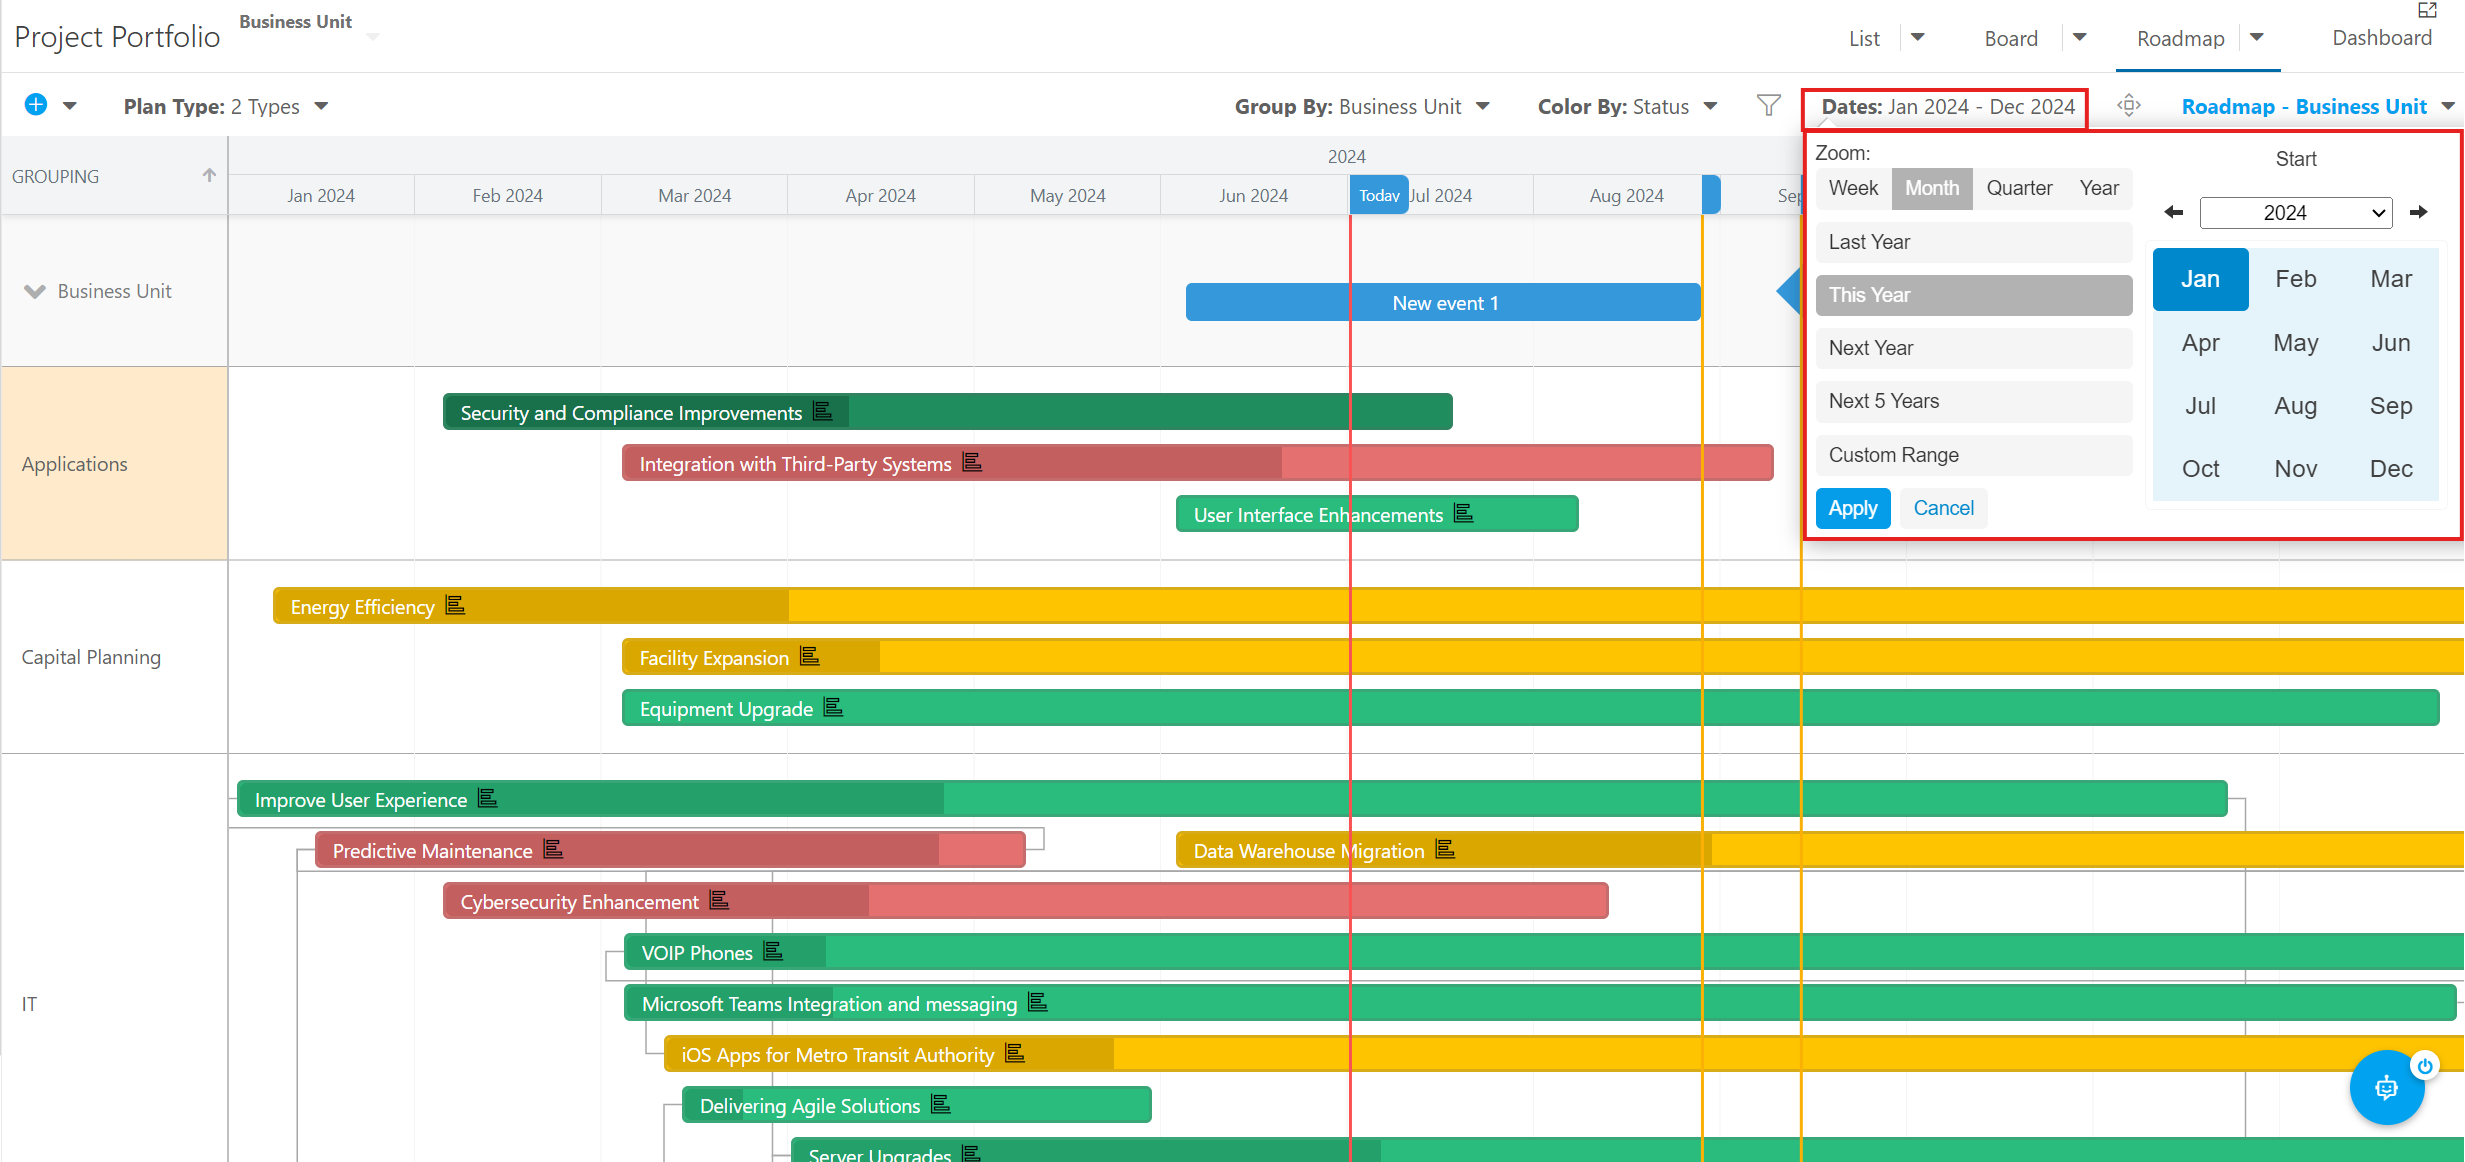 Project Portfolio
Business Unit
List
Board
Roadmap
Dashboard
Plan Type: 2 Types
Group By: Business Unit
Color By: Status
Dates: Jan 2024 - Dec 2024
Roadmap - Business Unit
GROUPING
2024
Jan 2024
Feb 2024
Mar 2024
Apr 2024
May 2024
Jun 2024
Today
Jul 2024
Aug 2024
Sep
Zoom:
Week
Month
Quarter
Year
Last Year
This Year
Next Year
Next 5 Years
Custom Range
Apply
Cancel
Start
2024
Jan
Feb
Mar
Apr
May
Jun
Jul
Aug
Sep
Oct
Nov
Dec
Business Unit
New event 1
Applications
Security and Compliance Improvements
Integration with Third-Party Systems
User Interface Enhancements
Capital Planning
Energy Efficiency
Facility Expansion
Equipment Upgrade
IT
Improve User Experience
Predictive Maintenance
Data Warehouse Migration
Cybersecurity Enhancement
VOIP Phones
Microsoft Teams Integration and messaging
iOS Apps for Metro Transit Authority
Delivering Agile Solutions
Server Upgrades